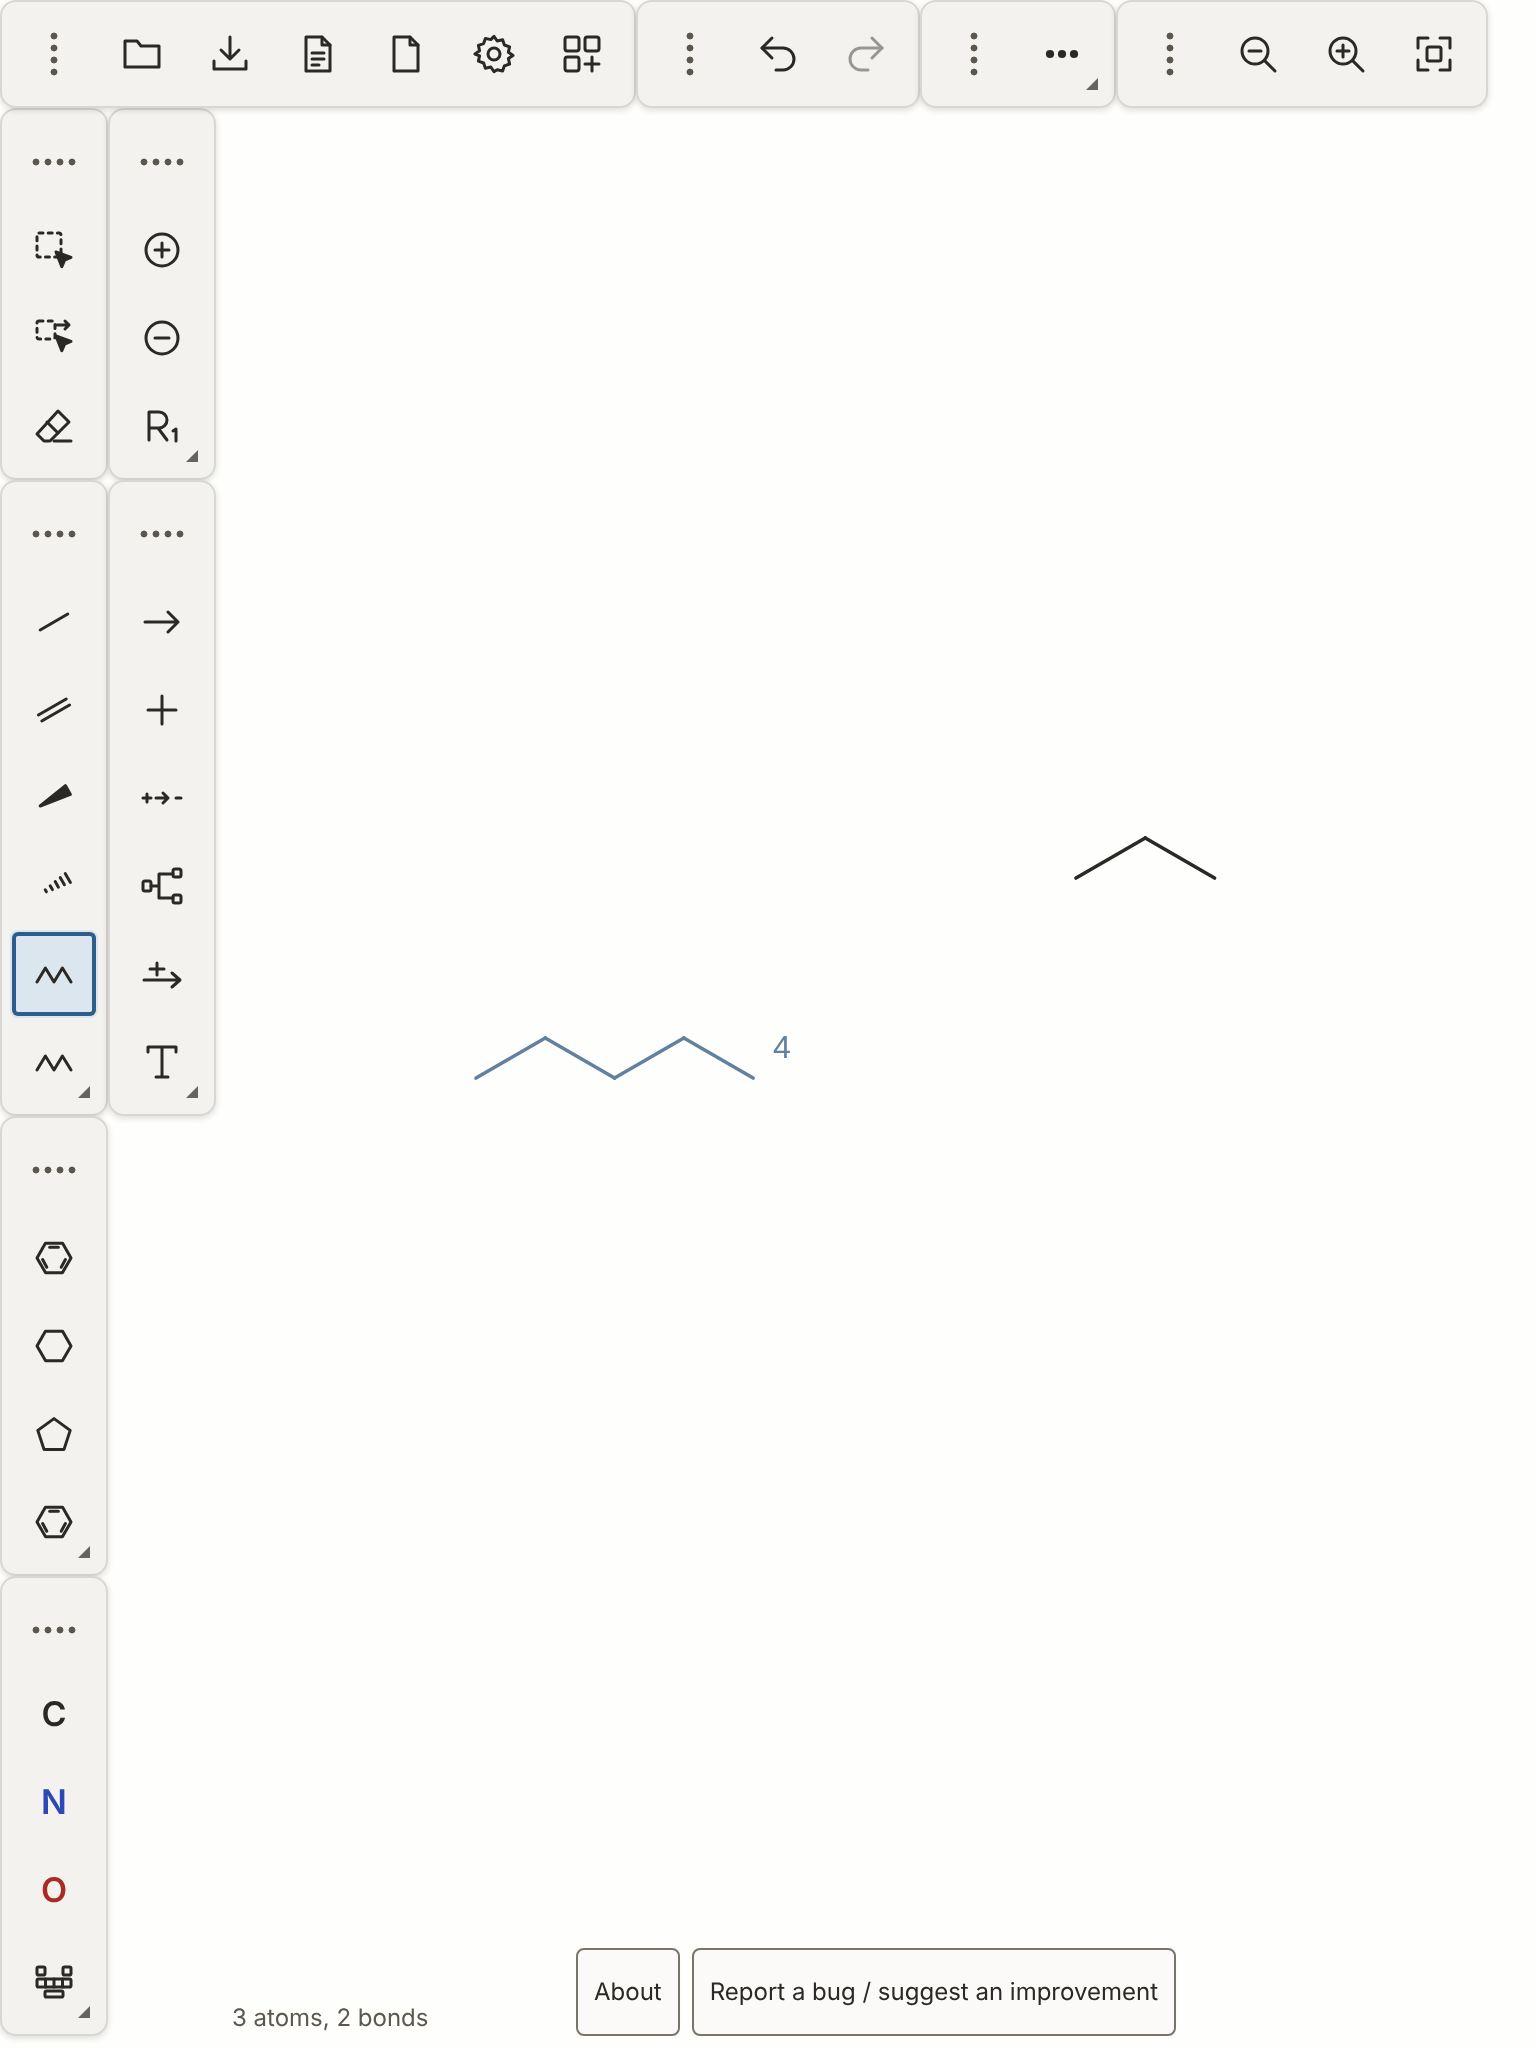 R1
4
T
C
N
O
3 atoms, 2 bonds
About
Report a bug / suggest an improvement